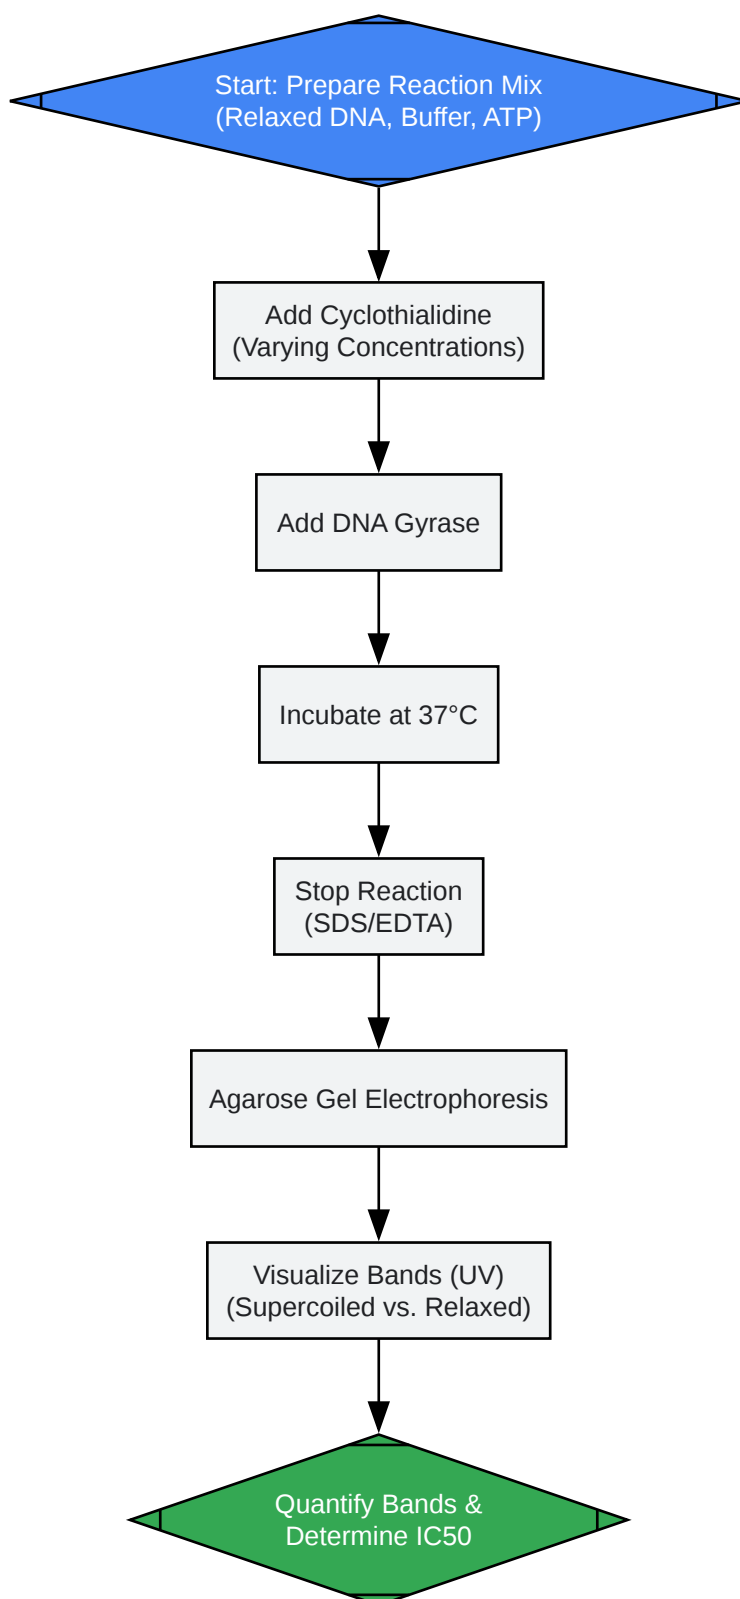 Start: Prepare Reaction Mix
(Relaxed DNA, Buffer, ATP)
Add Cyclothialidine
(Varying Concentrations)
Add DNA Gyrase
Incubate at 37°C
Stop Reaction
(SDS/EDTA)
Agarose Gel Electrophoresis
Visualize Bands (UV)
(Supercoiled vs. Relaxed)
Quantify Bands &
Determine IC50